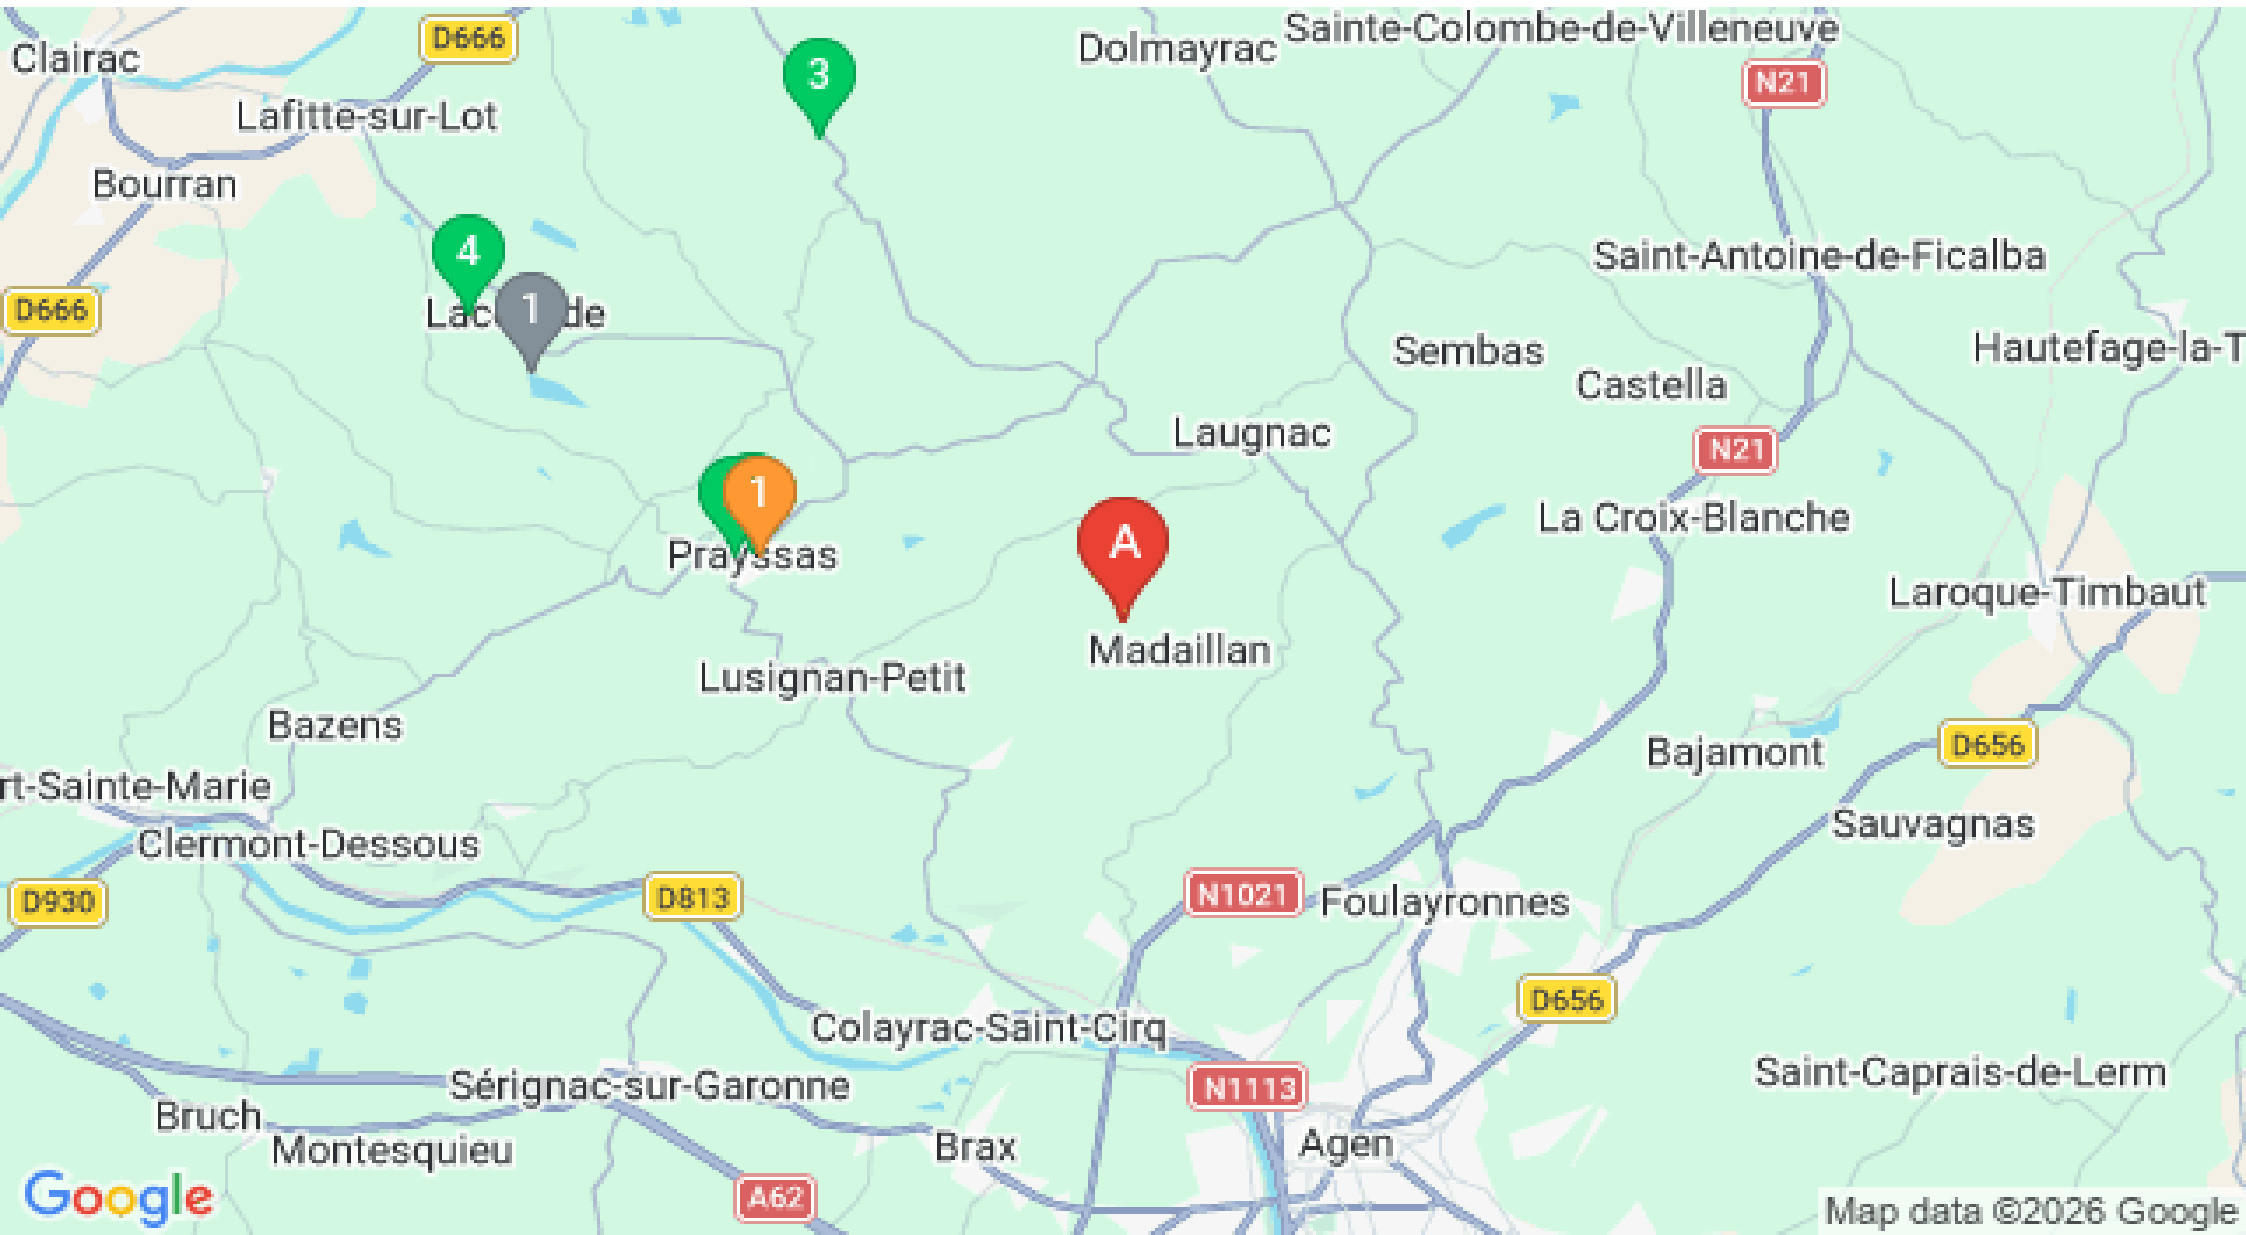 Sainte-Colombe-de-Villeneuve
D666
Dolmayrac
Clairac
3
N21
Lafitte-sur-Lot
Bourran
4
Saint-Antoine-de-Ficalba
D666
1
Hautefage-la-T
Sembas
Castella
Laugnac
N21
1
La Croix-Blanche
A
Prayssas
Laroque-Timbaut
Madaillan
Lusignan-Petit
Bazens
D656
Bajamont
rt-Sainte-Marie
Sauvagnas
Clermont-Dessous
D813
N1021
D930
Foulayronnes
D656
Colayrac-Saint-Cirq
Saint-Caprais-de-Lerm
Sérignac-sur-Garonne
N1113
Bruch
Montesquieu
Brax
Agen
Google
A62
Map data ©2026 Google